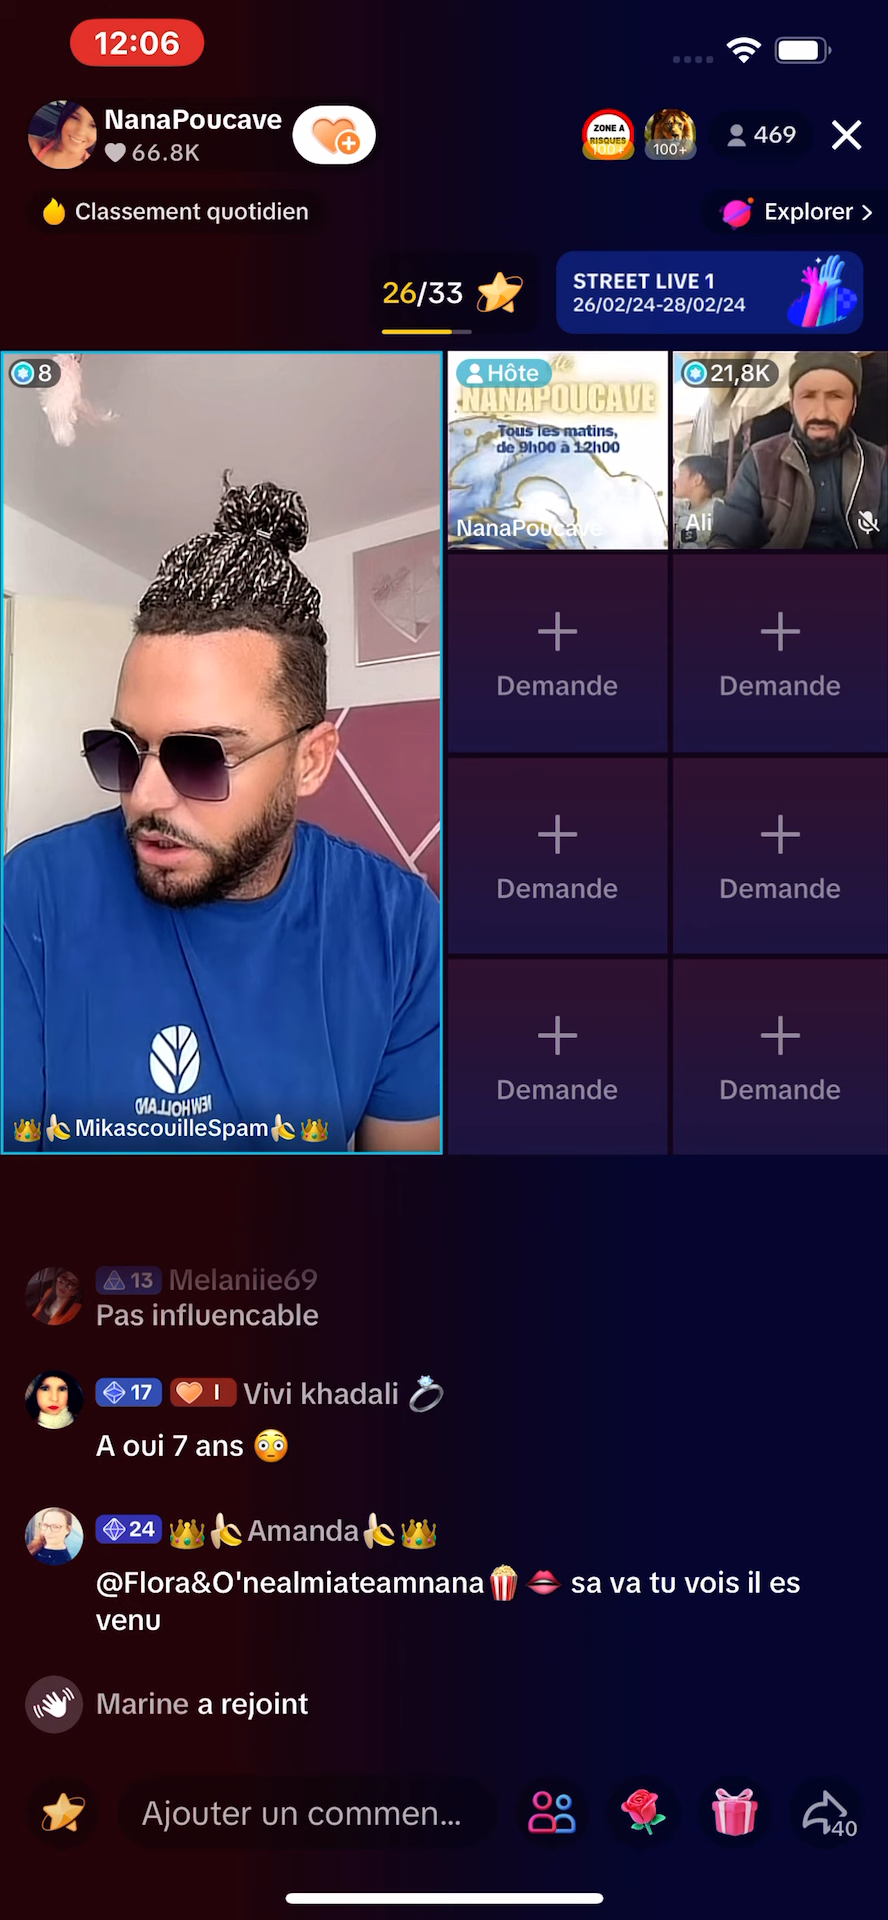 12:06
NanaPoucave
66.8K
ZONE A
RISQUES
100+
100+
469
Classement quotidien
Explorer >
26/33
STREET LIVE 1
26/02/24-28/02/24
8
Hôte
21,8K
NANAPOUCAVE
Tous les matins,
de 9h00 à 12h00
NanaPoucave
Ali
Demande
Demande
Demande
Demande
Demande
Demande
NEW HOLLAND
👑🍌MikascouilleSpam🍌👑
13 Melaniie69
Pas influencable
17 I Vivi khadali 💍
A oui 7 ans 😳
24 👑🍌Amanda🍌👑
@Flora&O'nealmiateamnana🍿👄 sa va tu vois il es
venu
Marine a rejoint
Ajouter un commen...
40